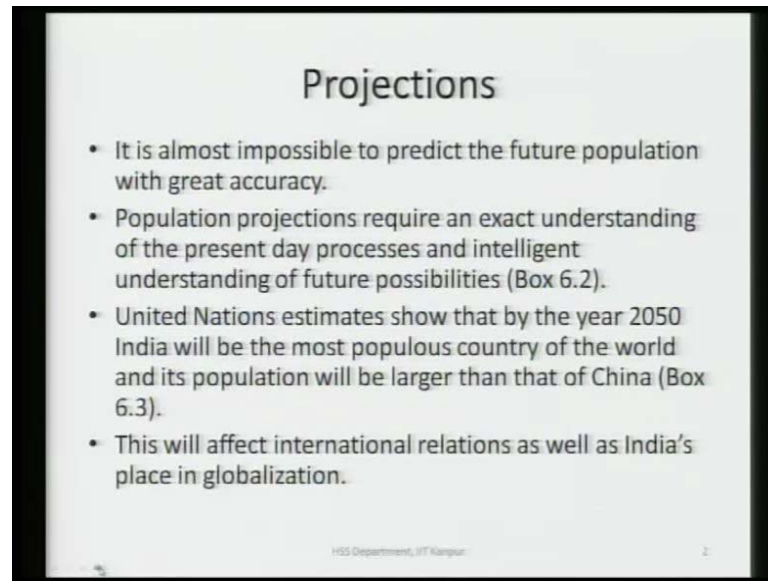 Projections
• It is almost impossible to predict the future population
with great accuracy.
• Population projections require an exact understanding
of the present day processes and intelligent
understanding of future possibilities (Box 6.2).
• United Nations estimates show that by the year 2050
India will be the most populous country of the world
and its population will be larger than that of China (Box
6.3).
• This will affect international relations as well as India's
place in globalization.
HSS Department, IIT Kanpur
2